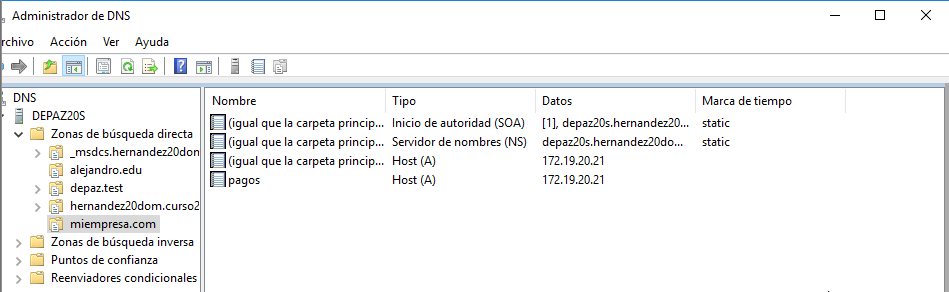 Administrador de DNS
Archivo Acción Ver Ayuda
DNS
DEPAZ20S
Zonas de búsqueda directa
_msdcs.hernandez20don
alejandro.edu
depaz.test
hernandez20dom.curso2
miempresa.com
Zonas de búsqueda inversa
Puntos de confianza
Reenviadores condicionales
Nombre Tipo Datos Marca de tiempo
(igual que la carpeta princip... Inicio de autoridad (SOA) [1], depaz20s.hernandez20... static
(igual que la carpeta princip... Servidor de nombres (NS) depaz20s.hernandez20do... static
(igual que la carpeta princip... Host (A) 172.19.20.21
pagos Host (A) 172.19.20.21